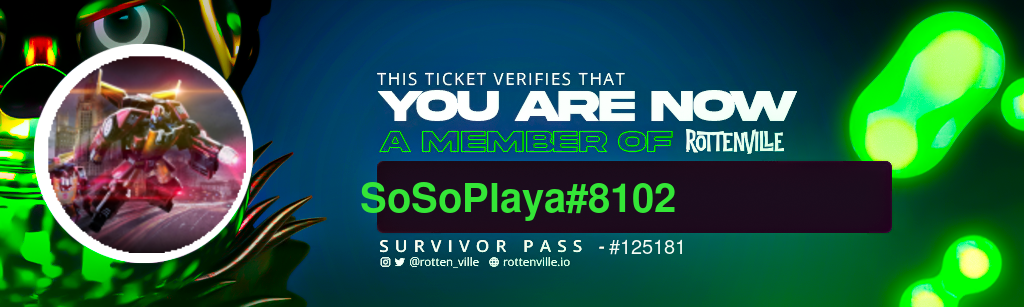 THIS TICKET VERIFIES THAT
YOU ARE NOW
A MEMBER OF ROTTENVILLE
SoSoPlaya#8102
SURVIVOR PASS - #125181
@rotten_ville rottenville.io